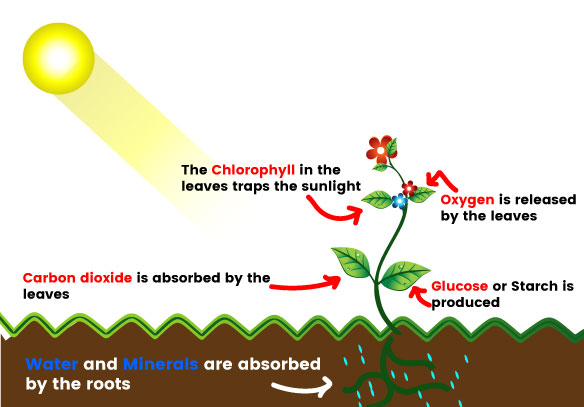 The Chlorophyll in the
leaves traps the sunlight
Oxygen is released
by the leaves
Carbon dioxide is absorbed by the
leaves
Glucose or Starch is
produced
Water and Minerals are absorbed
by the roots